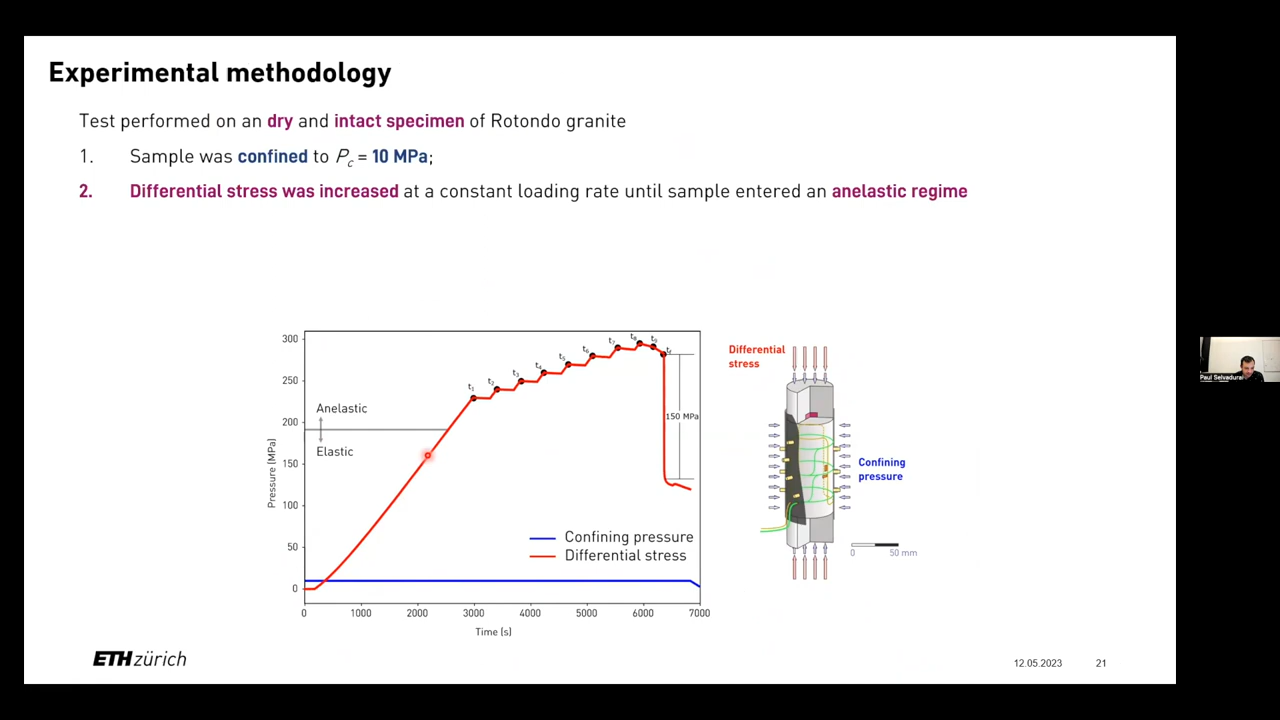 Experimental methodology
Test performed on an dry and intact specimen of Rotondo granite
1. Sample was confined to Pc = 10 MPa;
2. Differential stress was increased at a constant loading rate until sample entered an anelastic regime
300
250
200
150
100
50
0
Pressure [MPa]
Anelastic
Elastic
t1
t2
t3
t4
t5
t6
t7
t8
t9
tf
150 MPa
Confining pressure
Differential stress
0 1000 2000 3000 4000 5000 6000 7000
Time [s]
Differential
stress
Confining
pressure
0 50 mm
Paul Selvadurai
ETH zürich
12.05.2023 21